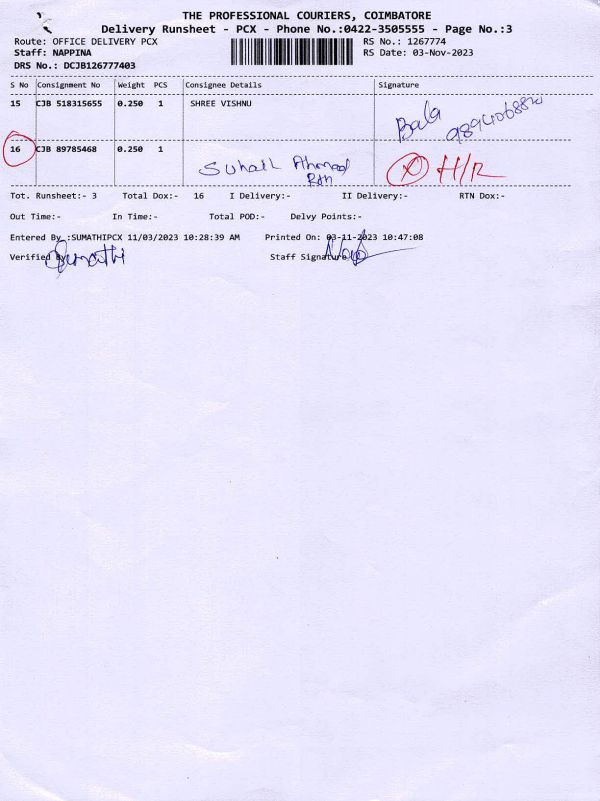 THE PROFESSIONAL COURIERS, COIMBATORE
Delivery Runsheet - PCX - Phone No.:0422-3505555 - Page No.:3
Route: OFFICE DELIVERY PCX RS No.: 1267774
Staff: NAPPINA RS Date: 03-Nov-2023
DRS No.: DCJB126777403
S No Consignment No Weight PCS Consignee Details Signature
15 CJB 518315655 0.250 1 SHREE VISHNU Bala
16 CJB 89785468 0.250 1 Suhail Ahmed H/R
Tot. Runsheet:- 3 Total Dox:- 16 I Delivery:- II Delivery:- RTN Dox:-
Out Time:- In Time:- Total POD:- Delvy Points:-
Entered By :SUMATHIPCX 11/03/2023 10:28:39 AM Printed On: 03-11-2023 10:47:08
Verified By: Sumathi Staff Signature